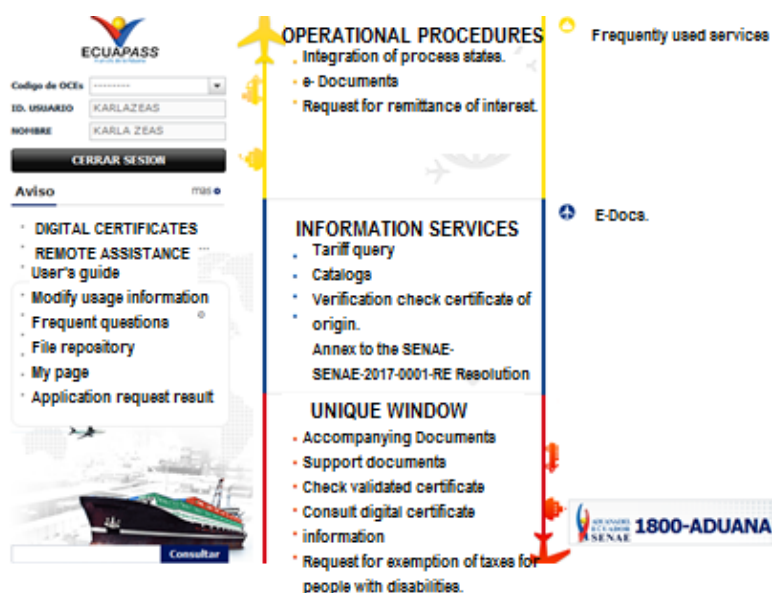 ECUAPASS
Codigo de OCEs --------
ID. USUARIO KARLAZEAS
NOMBRE KARLA ZEAS
CERRAR SESION
Aviso mas
DIGITAL CERTIFICATES
REMOTE ASSISTANCE ...
User's guide
Modify usage information
Frequent questions
File repository
My page
Application request result
Consultar
OPERATIONAL PROCEDURES
Integration of process states.
e- Documents
Request for remittance of interest.
INFORMATION SERVICES
Tariff query
Catalogs
Verification check certificate of
origin.
Annex to the SENAE-
SENAE-2017-0001-RE Resolution
UNIQUE WINDOW
Accompanying Documents
Support documents
Check validated certificate
Consult digital certificate
information
Request for exemption of taxes for
people with disabilities.
Frequently used services
E-Docs.
ADUANA DEL
ECUADOR
SENAE
1800-ADUANA